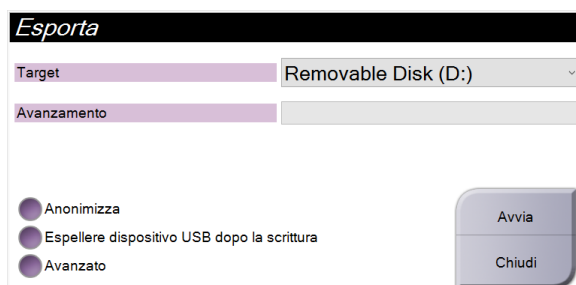 Esporta
Target Removable Disk (D:)
Avanzamento
Anonimizza
Espellere dispositivo USB dopo la scrittura
Avanzato
Avvia
Chiudi